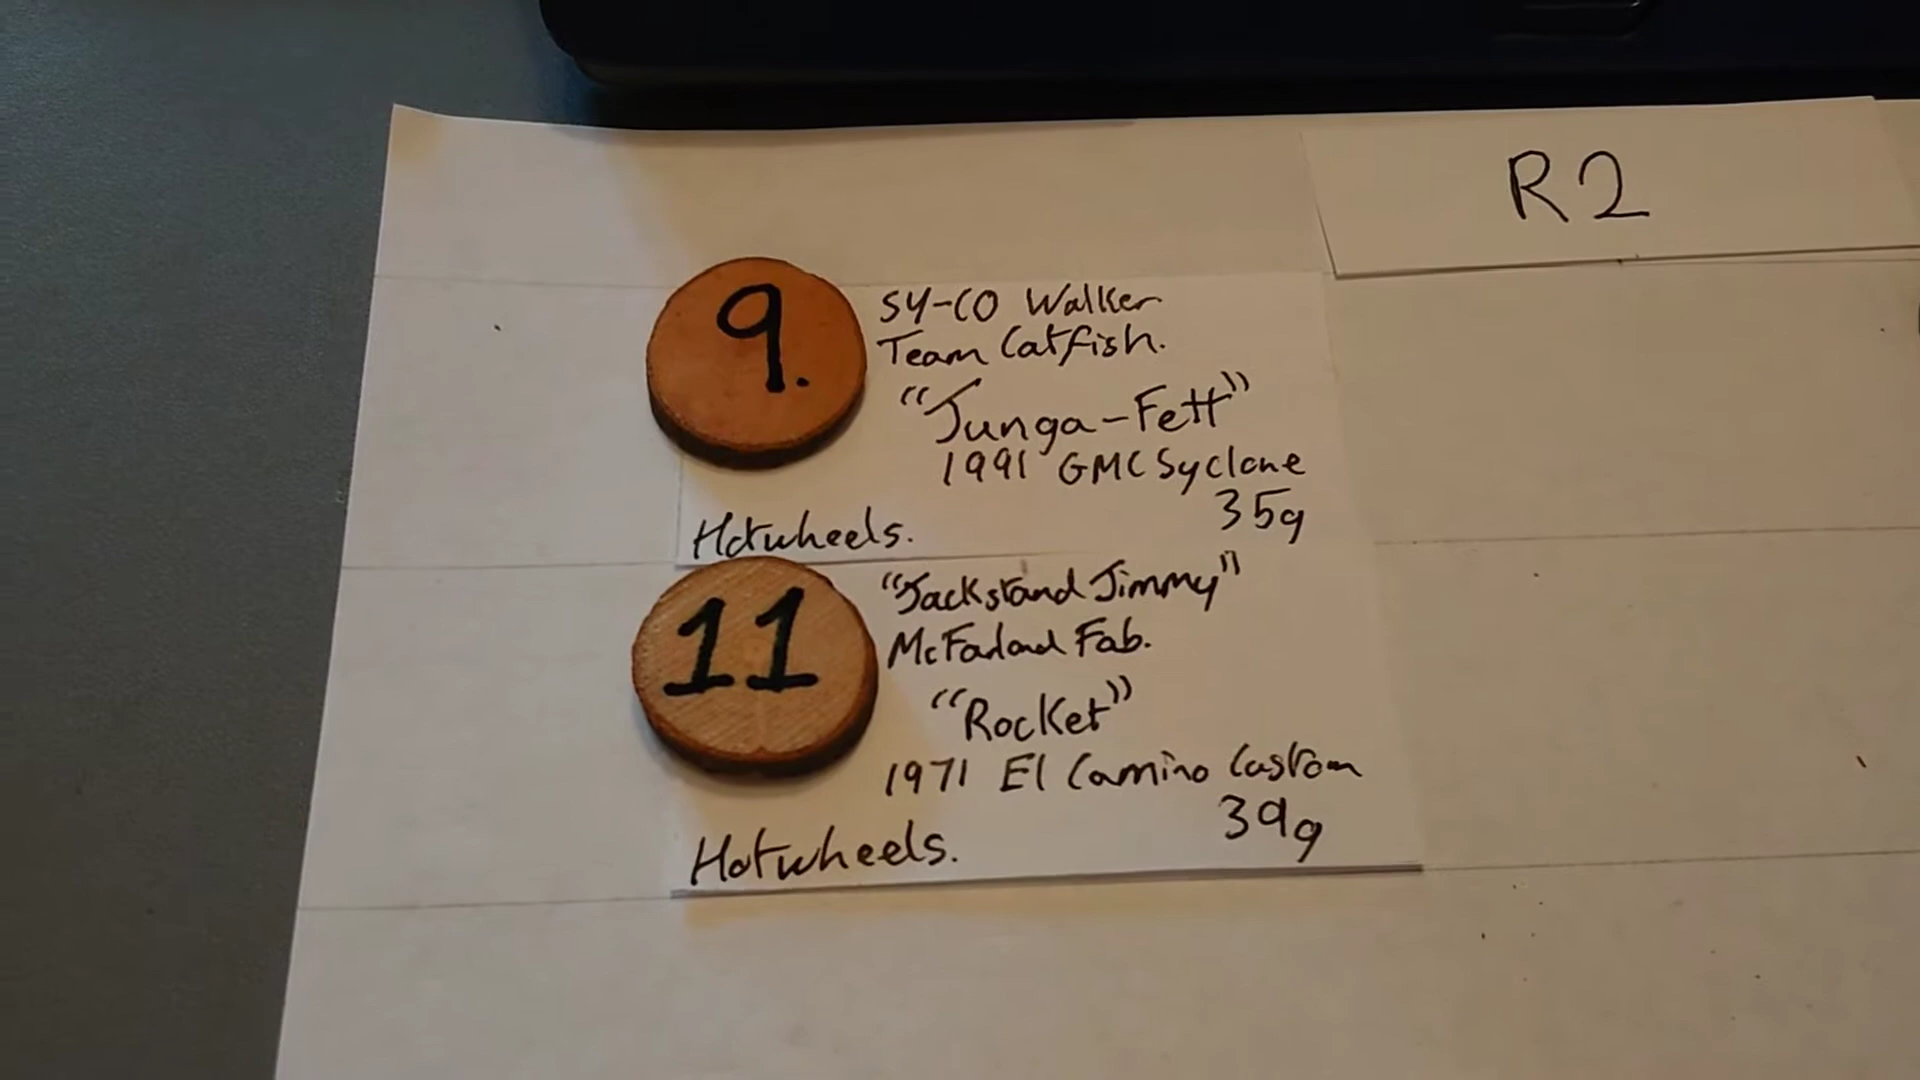 R2
9.
SY-CO Walker
Team Catfish.
"Junga-Fett"
1991 GMC Syclone
35g
Hotwheels.
11
"Jackstand Jimmy"
McFarland Fab.
"Rocket"
1971 El Camino Custom
39g
Hotwheels.